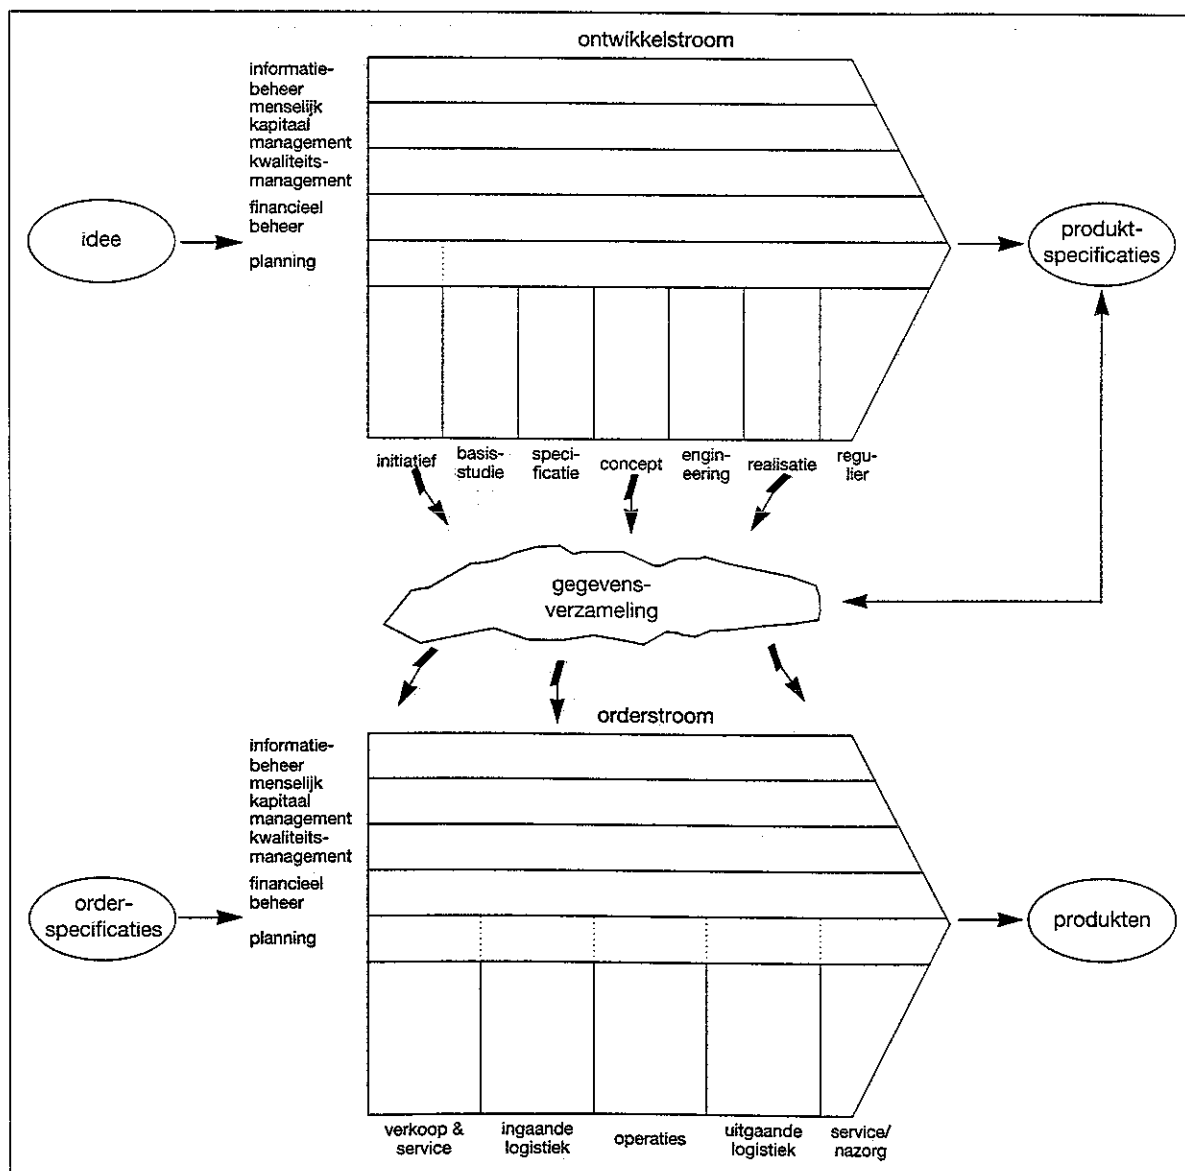 ontwikkelstroom
informatie-
beheer
menselijk
kapitaal
management
kwaliteits-
management
financieel
beheer
planning
idee
produkt-
specificaties
initiatief
basis-
studie
speci-
ficatie
concept
engin-
eering
realisatie
regu-
lier
gegevens-
verzameling
orderstroom
informatie-
beheer
menselijk
kapitaal
management
kwaliteits-
management
financieel
beheer
planning
order-
specificaties
produkten
verkoop &
service
ingaande
logistiek
operaties
uitgaande
logistiek
service/
nazorg